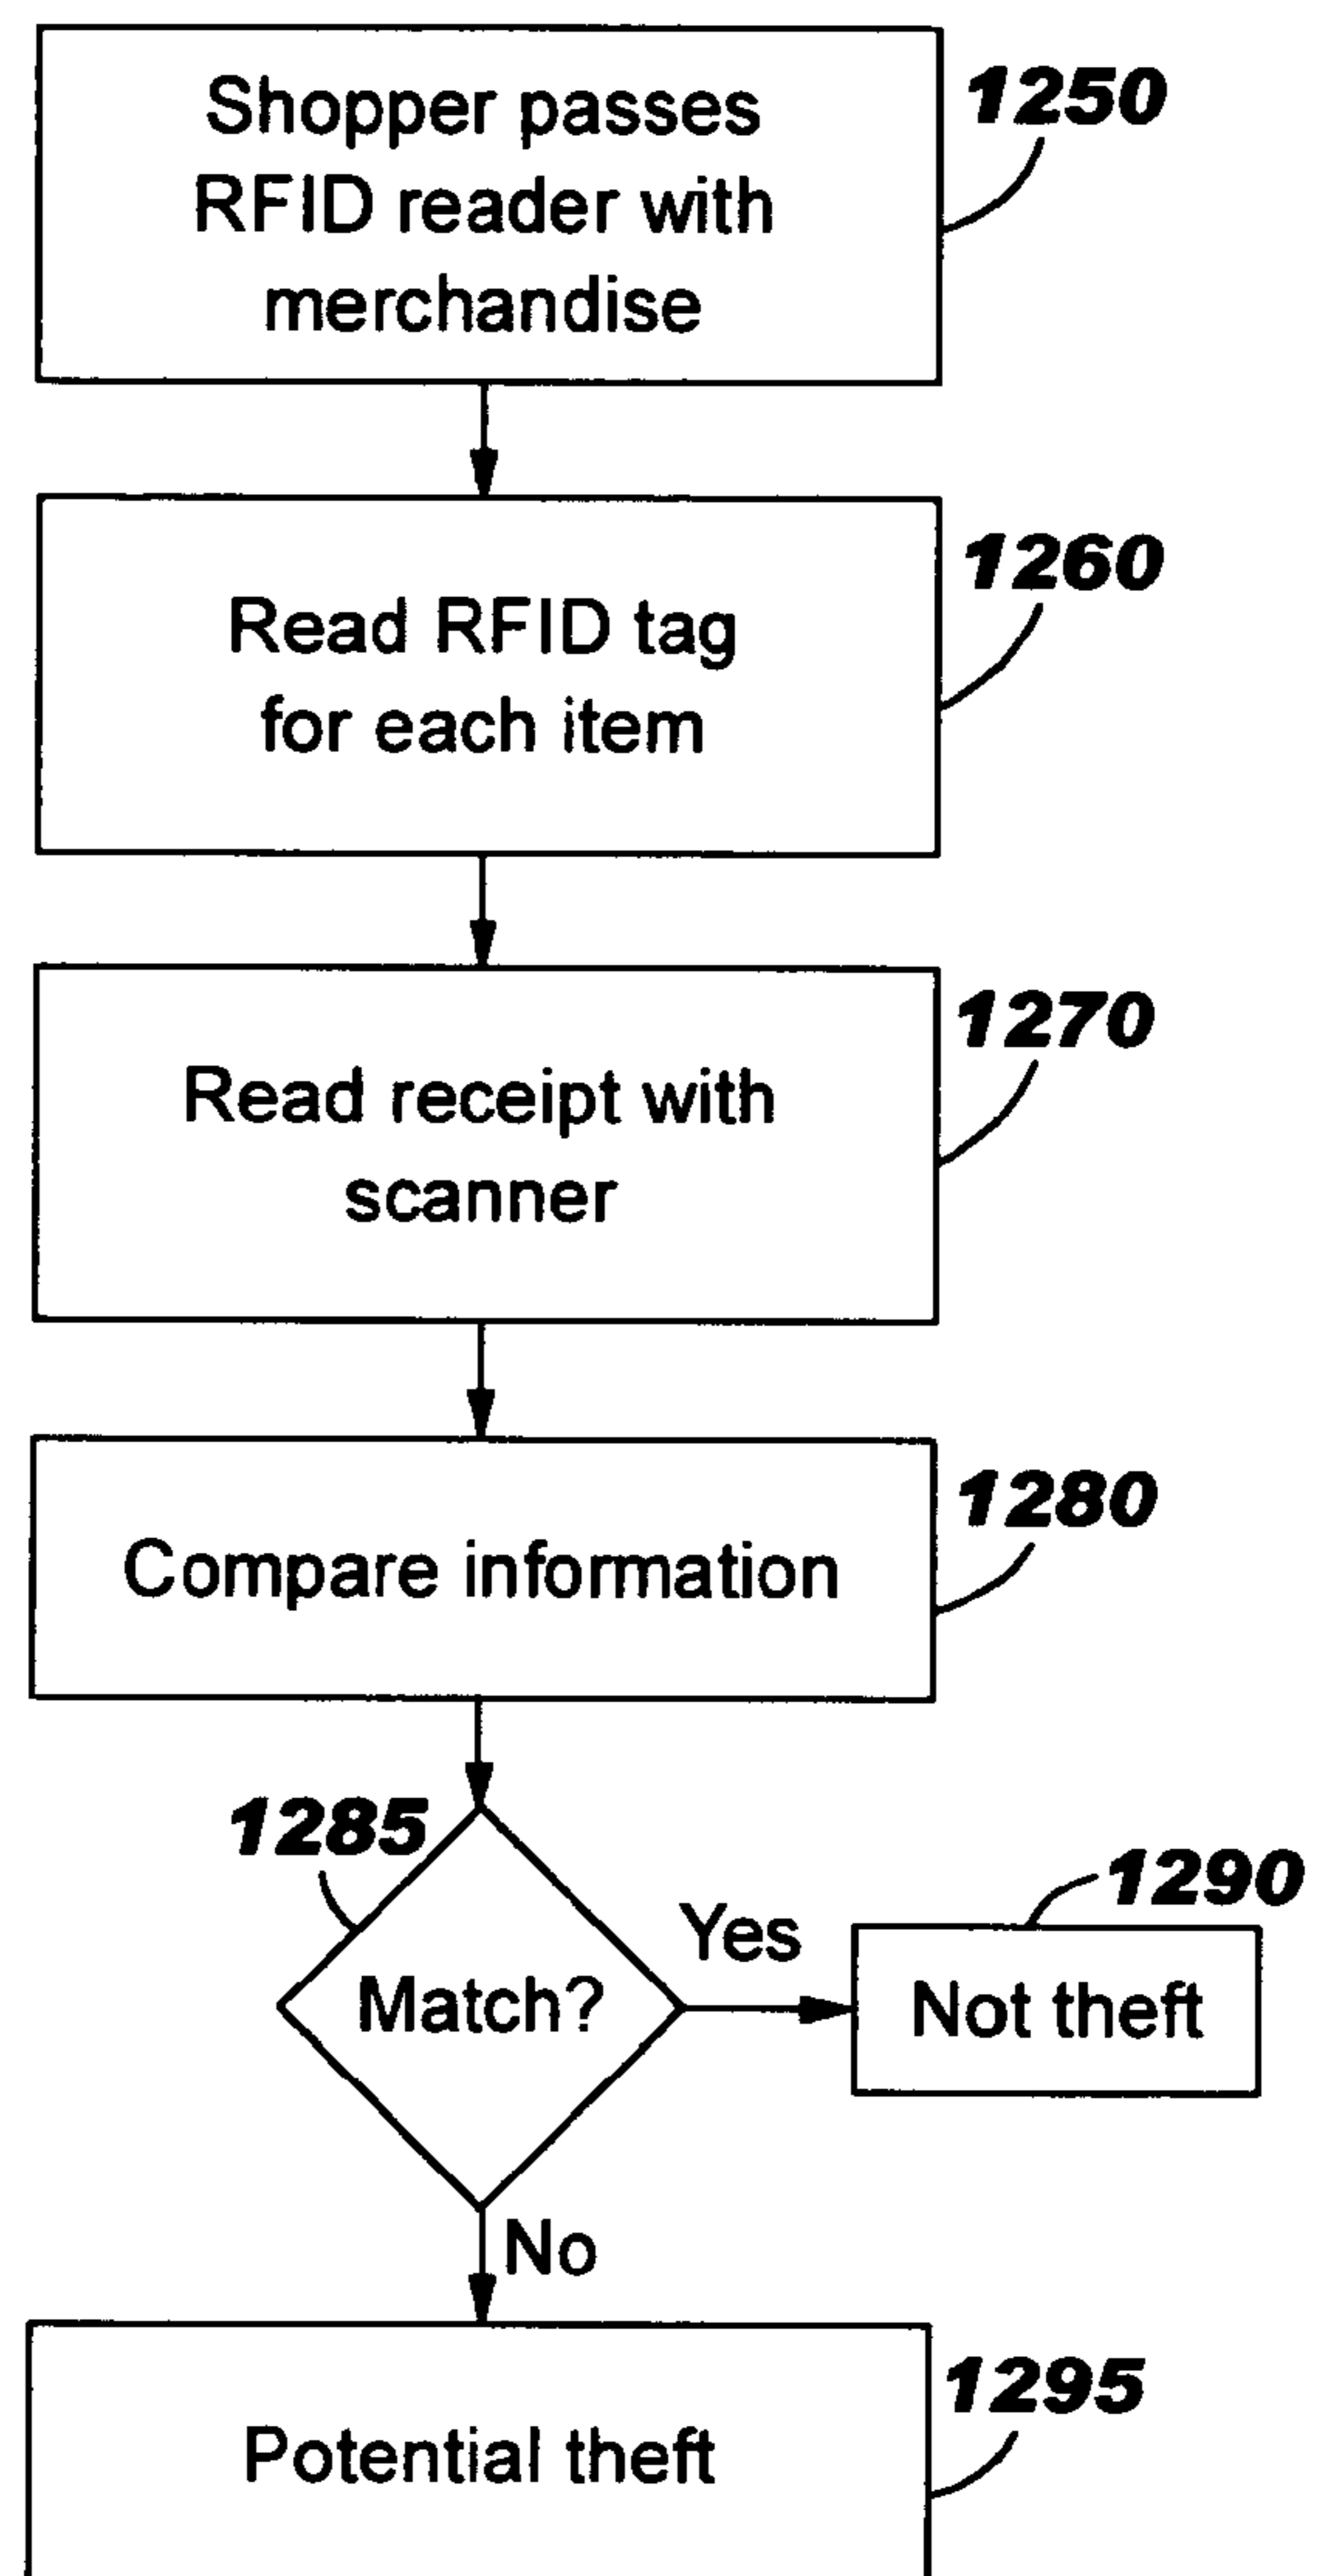 Shopper passes
RFID reader with
merchandise
1250
Read RFID tag
for each item
1260
Read receipt with
scanner
1270
Compare information
1280
1285
Match?
Yes
1290
Not theft
No
Potential theft
1295